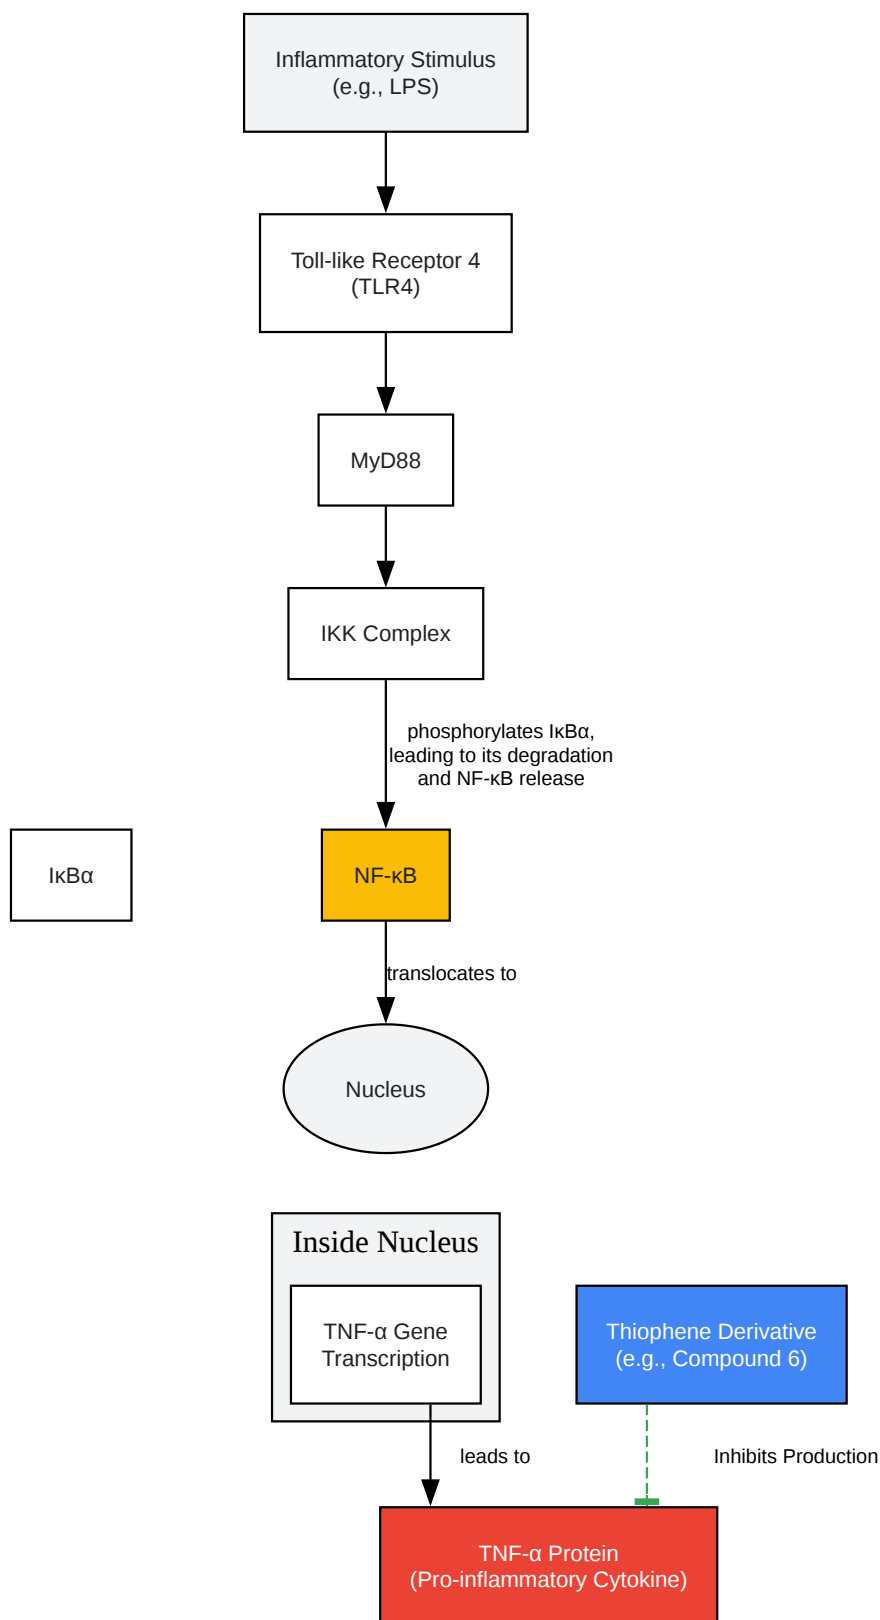 Inflammatory Stimulus
(e.g., LPS)
Toll-like Receptor 4
(TLR4)
MyD88
IKK Complex
phosphorylates IκBα,
leading to its degradation
and NF-κB release
IκBα
NF-κB
translocates to
Nucleus
Inside Nucleus
TNF-α Gene
Transcription
Thiophene Derivative
(e.g., Compound 6)
leads to
Inhibits Production
TNF-α Protein
(Pro-inflammatory Cytokine)